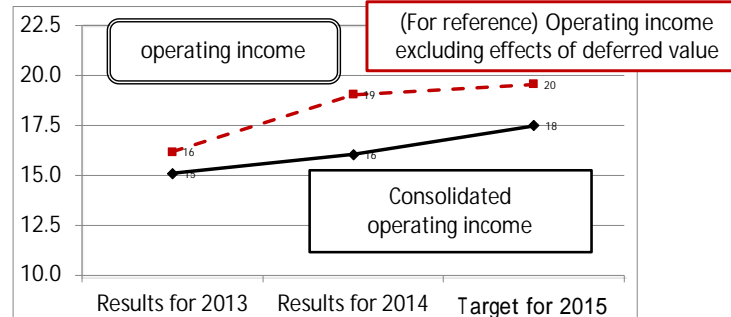 22.5
operating income
(For reference) Operating income
excluding effects of deferred value
20.0
19
20
17.5
16
18
15.0
15
16
12.5
Consolidated
operating income
10.0
Results for 2013 Results for 2014 Target for 2015